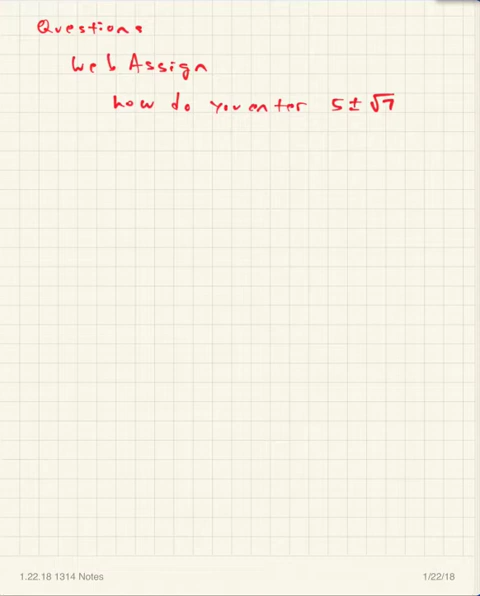 Questions
Web Assign
how do you enter 5 ± √7
1.22.18 1314 Notes
1/22/18